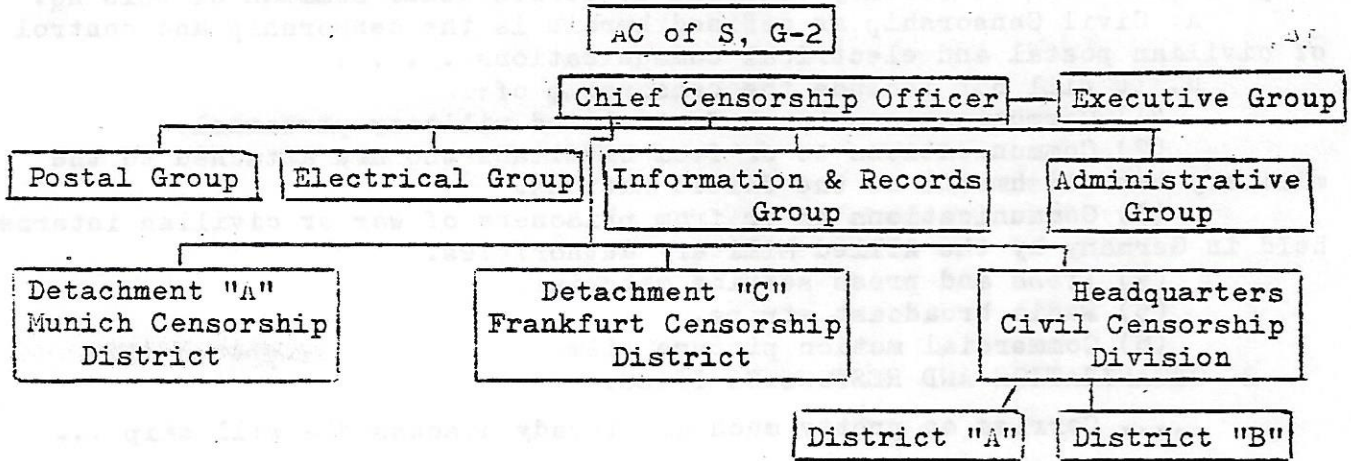 AC of S, G-2
Chief Censorship Officer
Executive Group
Postal Group
Electrical Group
Information & Records
Group
Administrative
Group
Detachment "A"
Munich Censorship
District
Detachment "C"
Frankfurt Censorship
District
Headquarters
Civil Censorship
Division
District "A"
District "B"